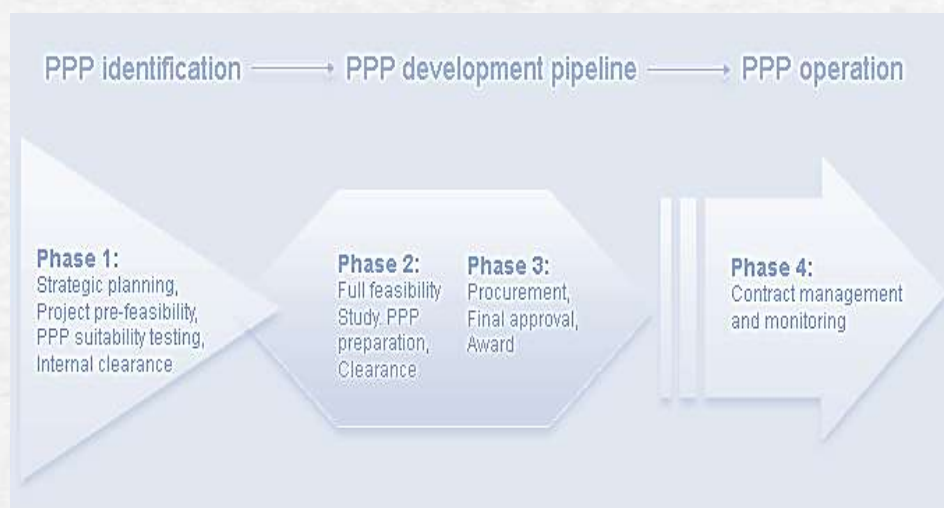 PPP identification
PPP development pipeline
PPP operation
Phase 1:
Strategic planning,
Project pre-feasibility,
PPP suitability testing,
Internal clearance
Phase 2:
Full feasibility
Study. PPP
preparation,
Clearance
Phase 3:
Procurement,
Final approval,
Award
Phase 4:
Contract management
and monitoring